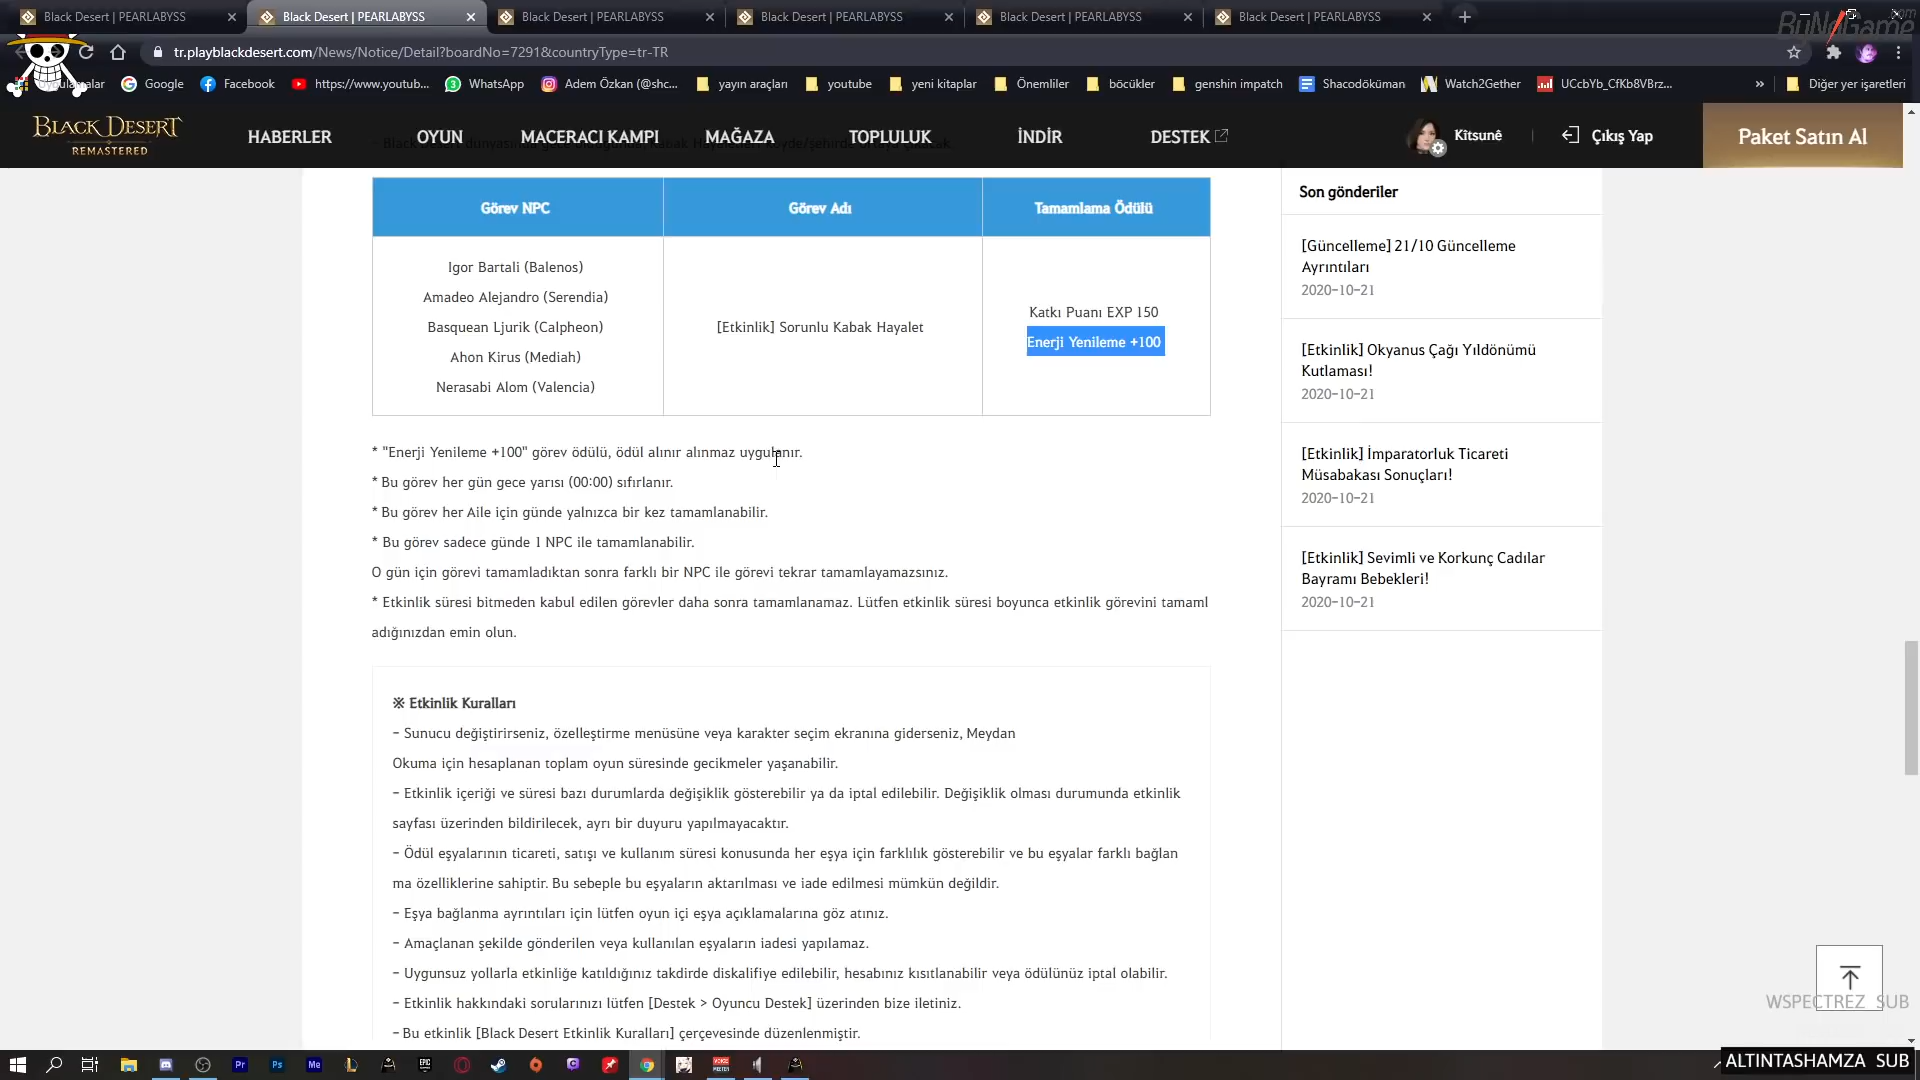 Black Desert | PEARLABYSS
Black Desert | PEARLABYSS
Black Desert | PEARLABYSS
Black Desert | PEARLABYSS
Black Desert | PEARLABYSS
Black Desert | PEARLABYSS
ByNoGame
.com
tr.playblackdesert.com/News/Notice/Detail?boardNo=7291&countryType=tr-TR
Google
Facebook
https://www.youtub...
WhatsApp
Adem Özkan (@shc...
yayın araçları
youtube
yeni kitaplar
Önemliler
böcükler
genshin impatch
Shacodöküman
Watch2Gether
UCcbYb_CfKb8VBrz...
»
Diğer yer işaretleri
BLACK DESERT
REMASTERED
HABERLER
OYUN
MACERACI KAMPI
MAĞAZA
TOPLULUK
İNDİR
DESTEK
Kîtsunê
Çıkış Yap
Paket Satın Al
Görev NPC
Görev Adı
Tamamlama Ödülü
Igor Bartali (Balenos)
Amadeo Alejandro (Serendia)
Basquean Ljurik (Calpheon)
Ahon Kirus (Mediah)
Nerasabi Alom (Valencia)
[Etkinlik] Sorunlu Kabak Hayalet
Katkı Puanı EXP 150
Enerji Yenileme +100
* "Enerji Yenileme +100" görev ödülü, ödül alınır alınmaz uygulanır.
* Bu görev her gün gece yarısı (00:00) sıfırlanır.
* Bu görev her Aile için günde yalnızca bir kez tamamlanabilir.
* Bu görev sadece günde 1 NPC ile tamamlanabilir.
O gün için görevi tamamladıktan sonra farklı bir NPC ile görevi tekrar tamamlayamazsınız.
* Etkinlik süresi bitmeden kabul edilen görevler daha sonra tamamlanamaz. Lütfen etkinlik süresi boyunca etkinlik görevini tamaml
adığınızdan emin olun.
※ Etkinlik Kuralları
- Sunucu değiştirirseniz, özelleştirme menüsüne veya karakter seçim ekranına giderseniz, Meydan
Okuma için hesaplanan toplam oyun süresinde gecikmeler yaşanabilir.
- Etkinlik içeriği ve süresi bazı durumlarda değişiklik gösterebilir ya da iptal edilebilir. Değişiklik olması durumunda etkinlik
sayfası üzerinden bildirilecek, ayrı bir duyuru yapılmayacaktır.
- Ödül eşyalarının ticareti, satışı ve kullanım süresi konusunda her eşya için farklılık gösterebilir ve bu eşyalar farklı bağlan
ma özelliklerine sahiptir. Bu sebeple bu eşyaların aktarılması ve iade edilmesi mümkün değildir.
- Eşya bağlanma ayrıntıları için lütfen oyun içi eşya açıklamalarına göz atınız.
- Amaçlanan şekilde gönderilen veya kullanılan eşyaların iadesi yapılamaz.
- Uygunsuz yollarla etkinliğe katıldığınız takdirde diskalifiye edilebilir, hesabınız kısıtlanabilir veya ödülünüz iptal olabilir.
- Etkinlik hakkındaki sorularınızı lütfen [Destek > Oyuncu Destek] üzerinden bize iletiniz.
- Bu etkinlik [Black Desert Etkinlik Kuralları] çerçevesinde düzenlenmiştir.
Son gönderiler
[Güncelleme] 21/10 Güncelleme
Ayrıntıları
2020-10-21
[Etkinlik] Okyanus Çağı Yıldönümü
Kutlaması!
2020-10-21
[Etkinlik] İmparatorluk Ticareti
Müsabakası Sonuçları!
2020-10-21
[Etkinlik] Sevimli ve Korkunç Cadılar
Bayramı Bebekleri!
2020-10-21
WSPECTREZ SUB
Pr
Ps
Me
EPIC
ALTINTASHAMZA SUB